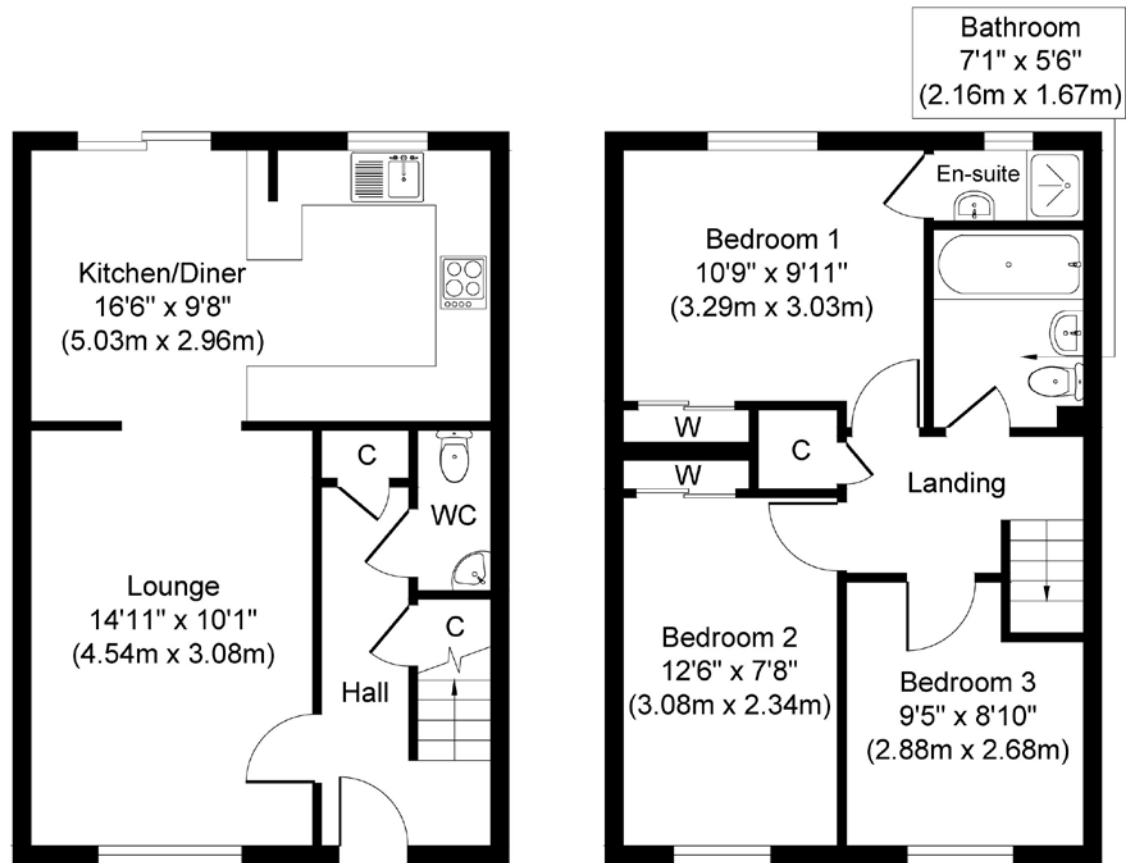 Kitchen/Diner
16'6" x 9'8"
(5.03m x 2.96m)
Lounge
14'11" x 10'1"
(4.54m x 3.08m)
C
WC
C
Hall
Bathroom
7'1" x 5'6"
(2.16m x 1.67m)
En-suite
Bedroom 1
10'9" x 9'11"
(3.29m x 3.03m)
W
W
C
Landing
Bedroom 2
12'6" x 7'8"
(3.08m x 2.34m)
Bedroom 3
9'5" x 8'10"
(2.88m x 2.68m)